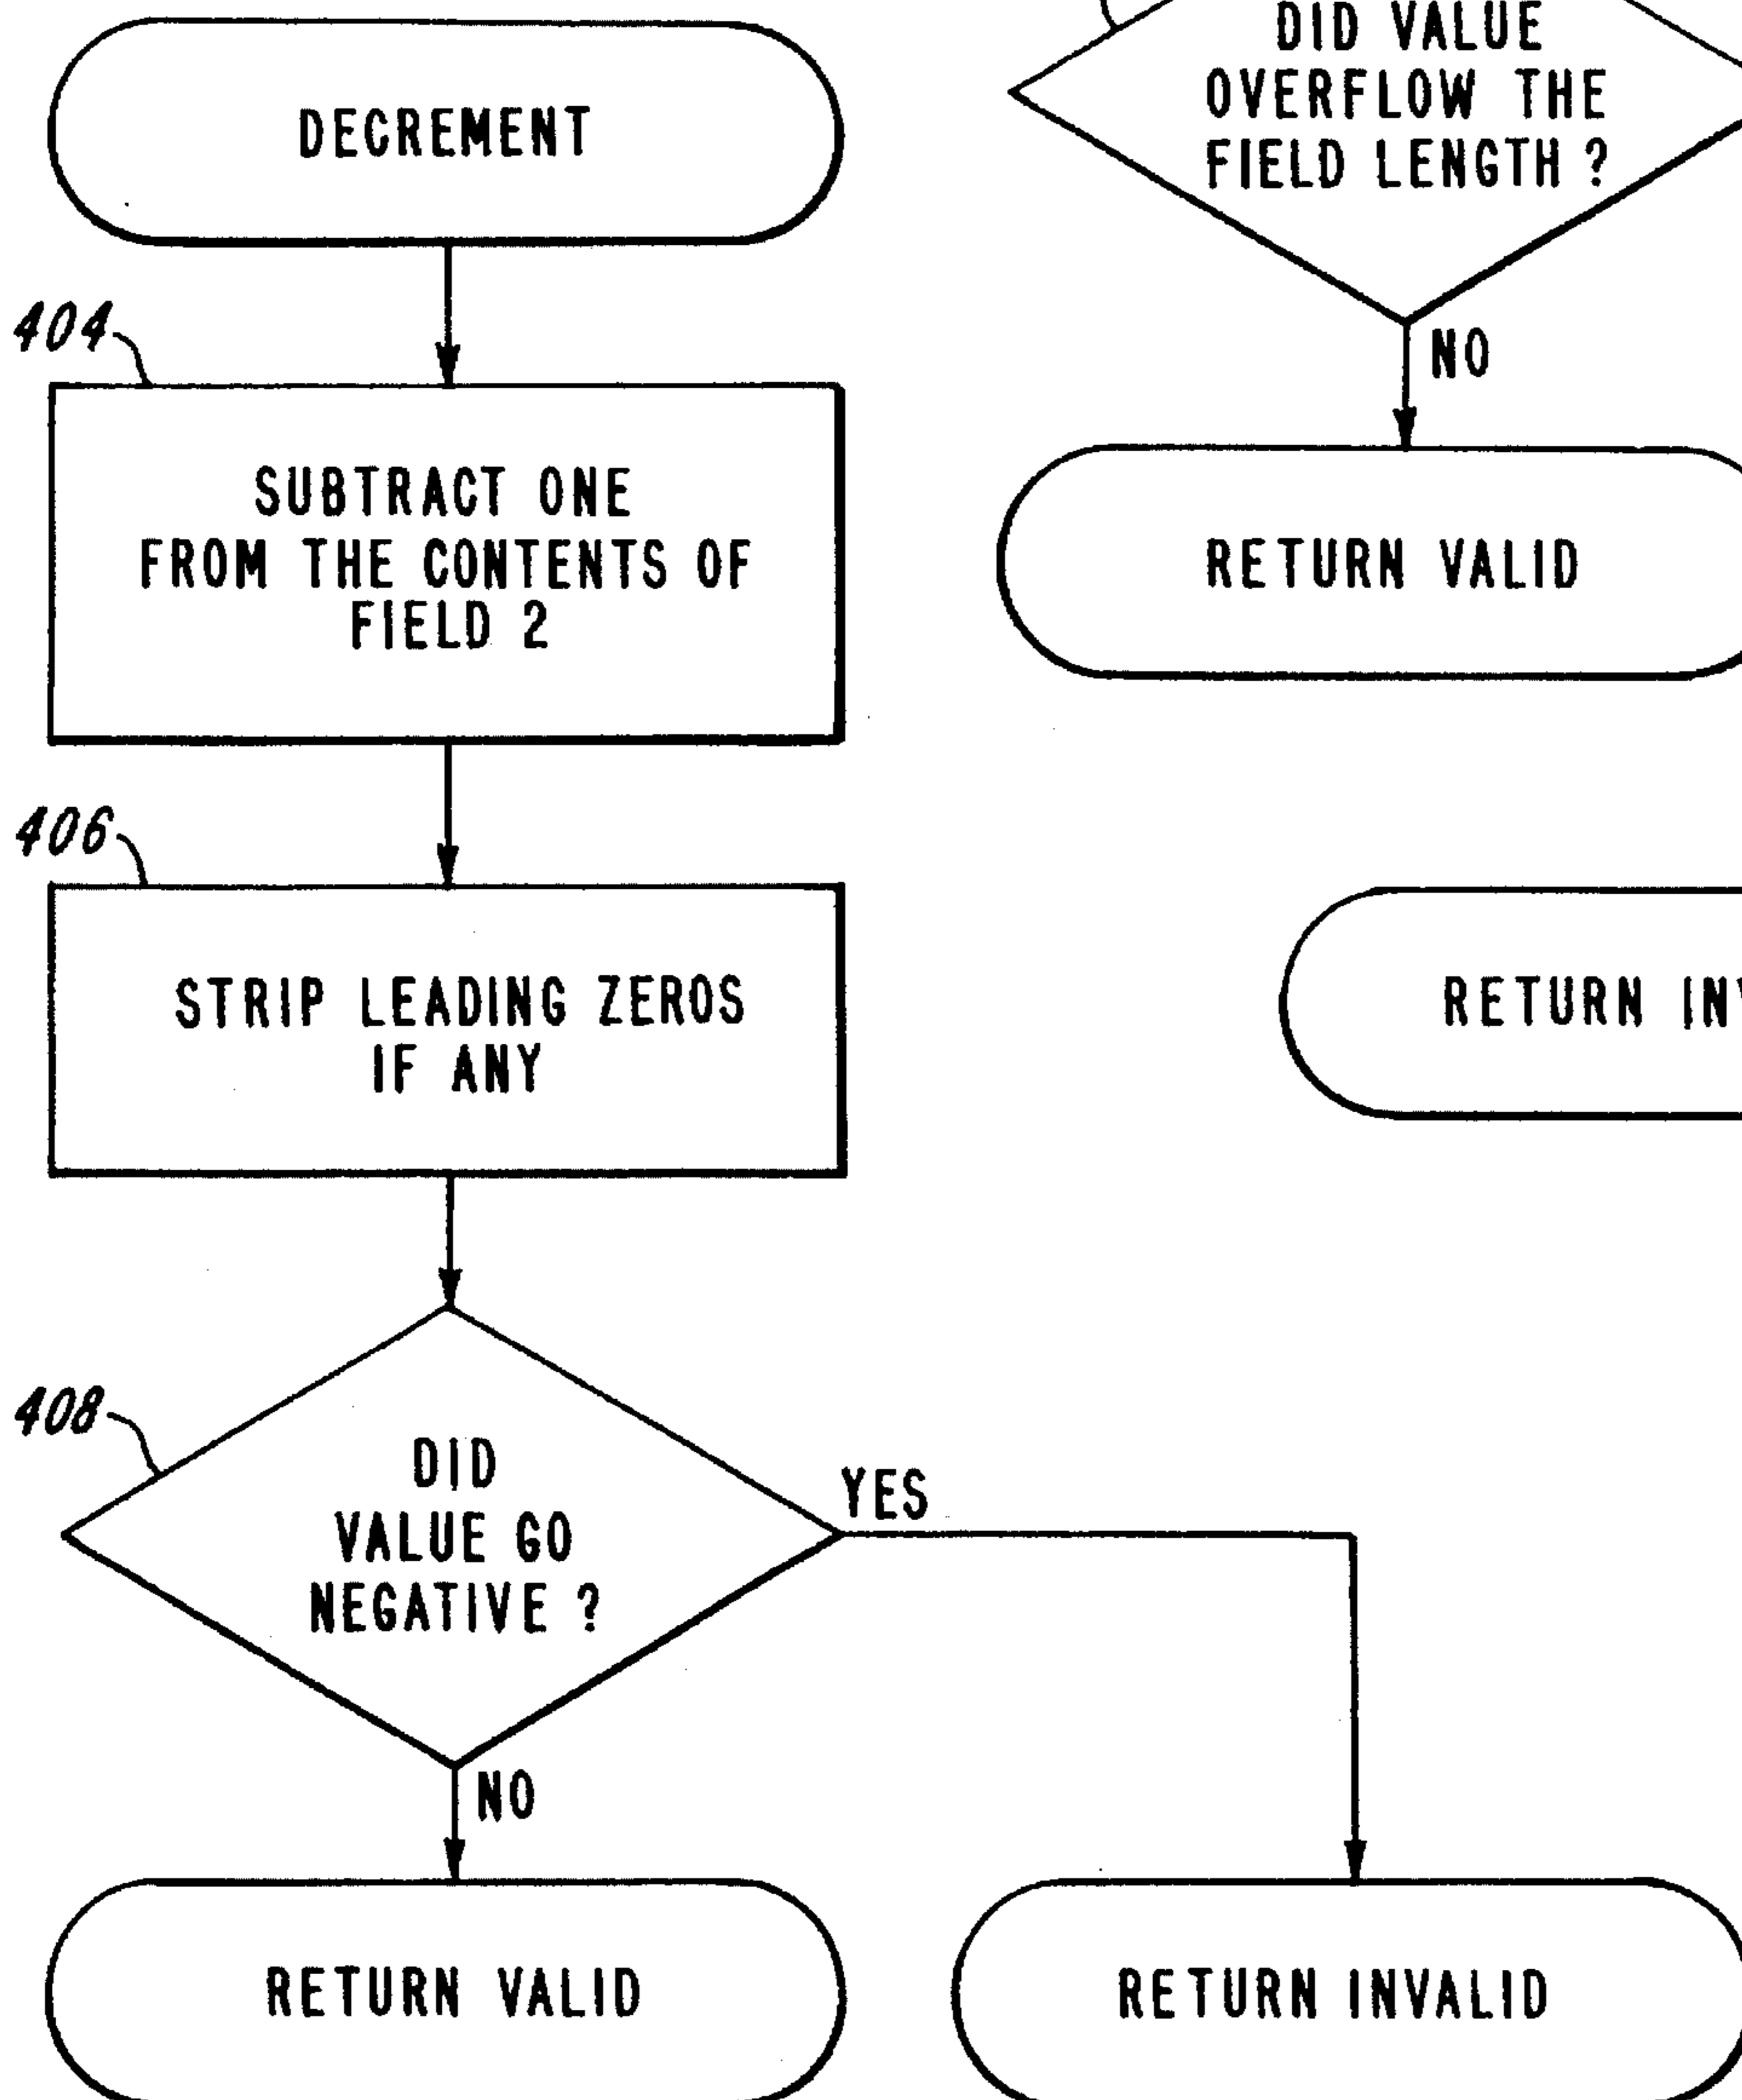 DECREMENT
404
SUBTRACT ONE
FROM THE CONTENTS OF
FIELD 2
406
STRIP LEADING ZEROS
IF ANY
408
DID
VALUE GO
NEGATIVE ?
YES
NO
RETURN VALID
RETURN INVALID
DID VALUE
OVERFLOW THE
FIELD LENGTH ?
NO
RETURN VALID
RETURN